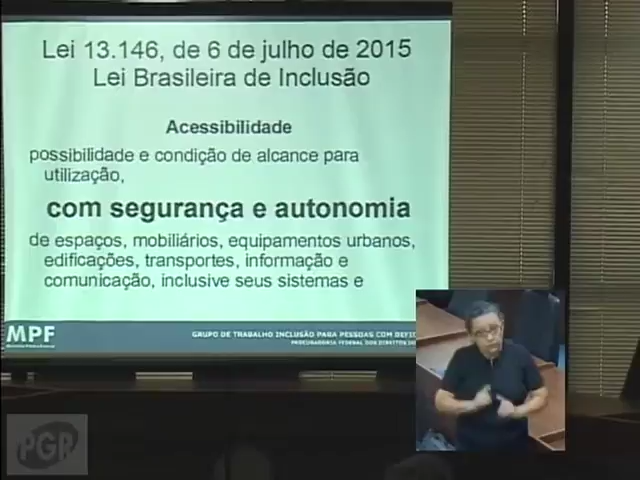 Lei 13.146, de 6 de julho de 2015
Lei Brasileira de Inclusão
Acessibilidade
possibilidade e condição de alcance para
utilização,
com segurança e autonomia
de espaços, mobiliários, equipamentos urbanos,
edificações, transportes, informação e
comunicação, inclusive seus sistemas e
MPF
GRUPO DE TRABALHO INCLUSÃO PARA PESSOAS COM DEFIC
PROCURADORIA FEDERAL DOS DIREITOS DO
PGR